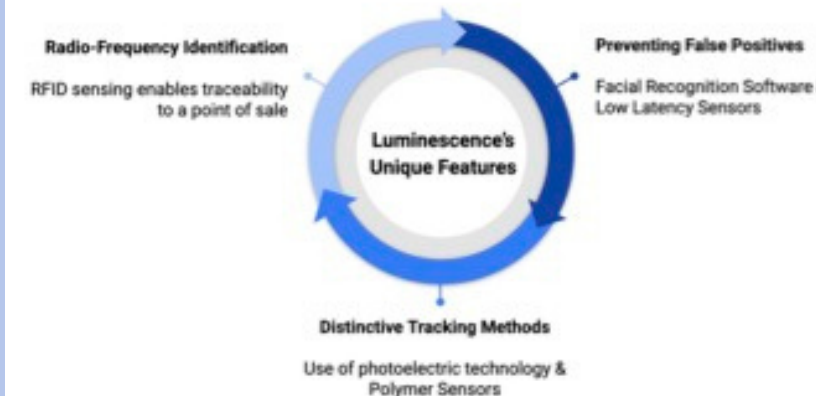 Radio-Frequency Identification
RFID sensing enables traceability
to a point of sale
Preventing False Positives
Facial Recognition Software
Low Latency Sensors
Luminescence's
Unique Features
Distinctive Tracking Methods
Use of photoelectric technology &
Polymer Sensors